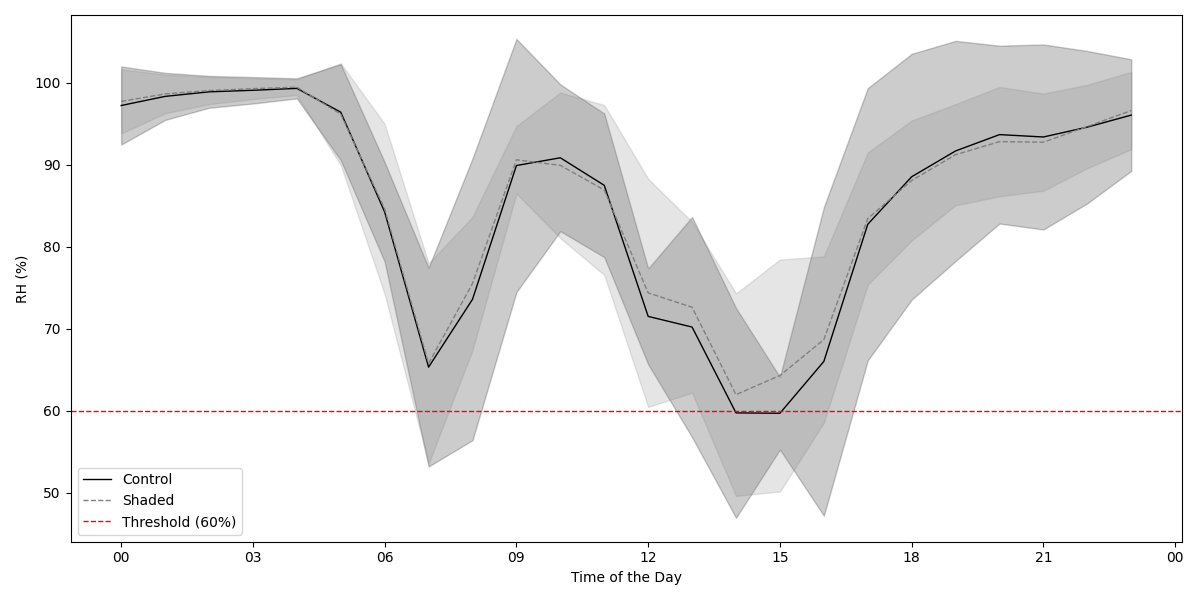 100
90
80
70
60
50
RH (%)
Control
Shaded
Threshold (60%)
00 03 06 09 12 15 18 21 00
Time of the Day